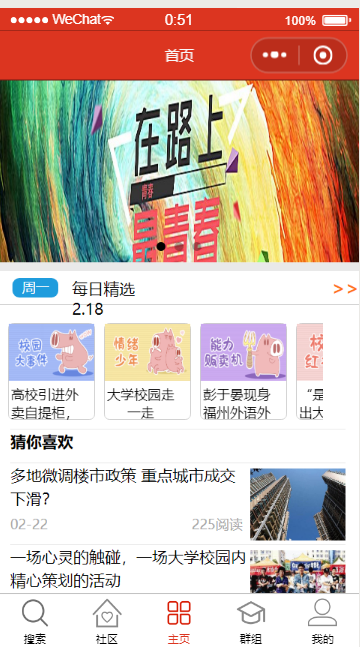 WeChat 0:51 100%
首页
在路上
青春
是青春
周一 每日精选 >>
2.18
校园 情绪 能力 校
大事件 少年 贩卖机 红
高校引进外 大学校园走 彭于晏现身 “是
卖自提柜, 一走 福州外语外 出大
猜你喜欢
多地微调楼市政策 重点城市成交
下滑?
02-22 225阅读
一场心灵的触碰,一场大学校园内
精心策划的活动
搜索 社区 主页 群组 我的